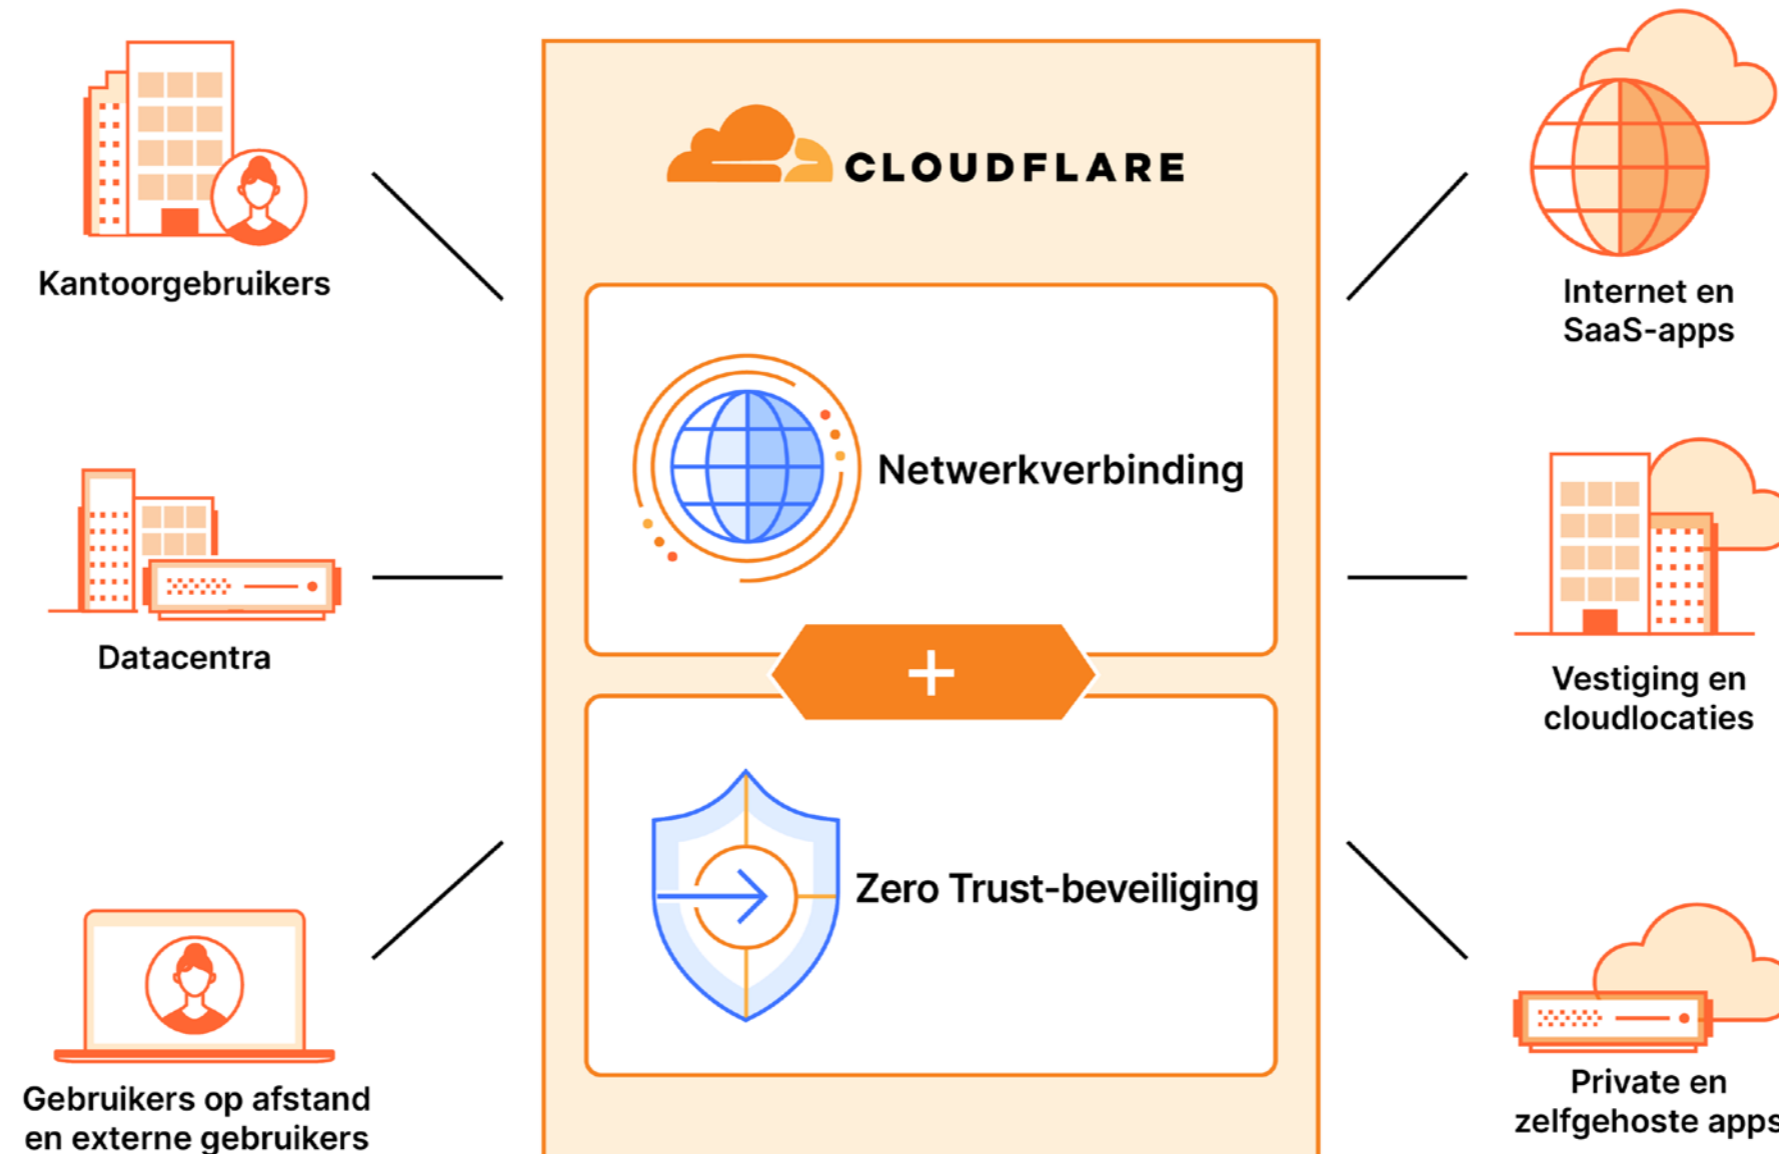 CLOUDFLARE
Kantoorgebruikers
Datacentra
Gebruikers op afstand
en externe gebruikers
Netwerkverbinding
+
Zero Trust-beveiliging
Internet en
SaaS-apps
Vestiging en
cloudlocaties
Private en
zelfgehoste apps